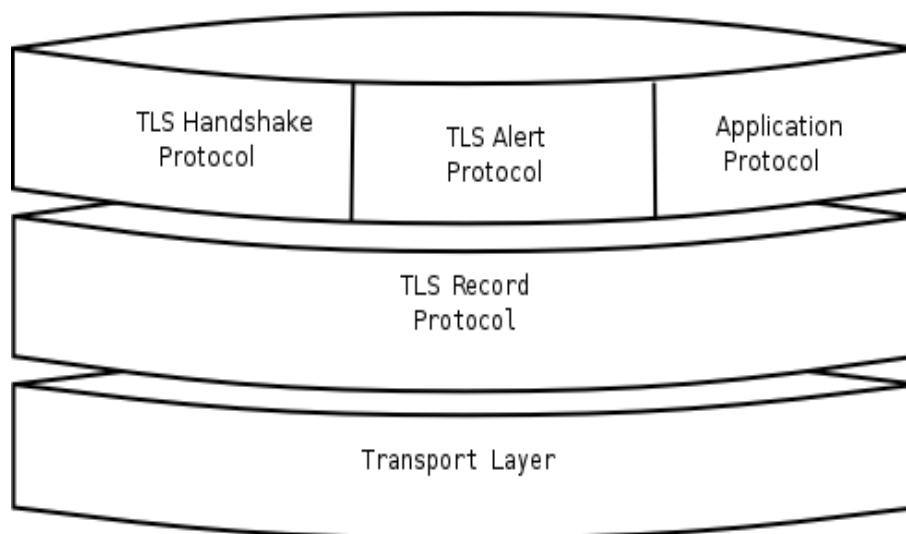 TLS Handshake
Protocol
TLS Alert
Protocol
Application
Protocol
TLS Record
Protocol
Transport Layer